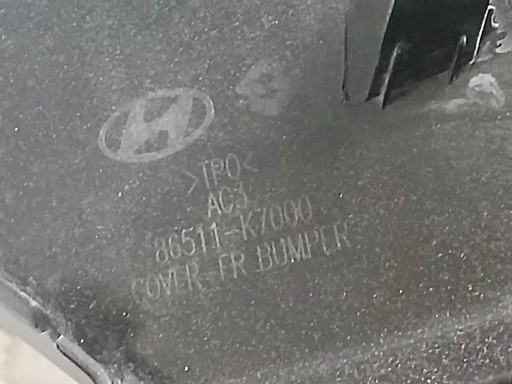 >TPO<
AC3
86511-K7000
COVER FR BUMPER